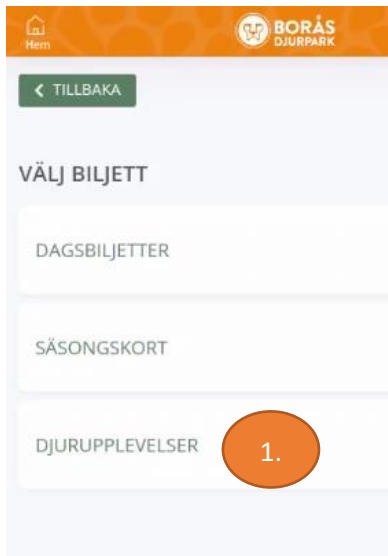 Hem
BORÅS
DJURPARK
TILLBAKA
VÄLJ BILJETT
DAGSBILJETTER
SÄSONGSKORT
DJURUPPLEVELSER
1.